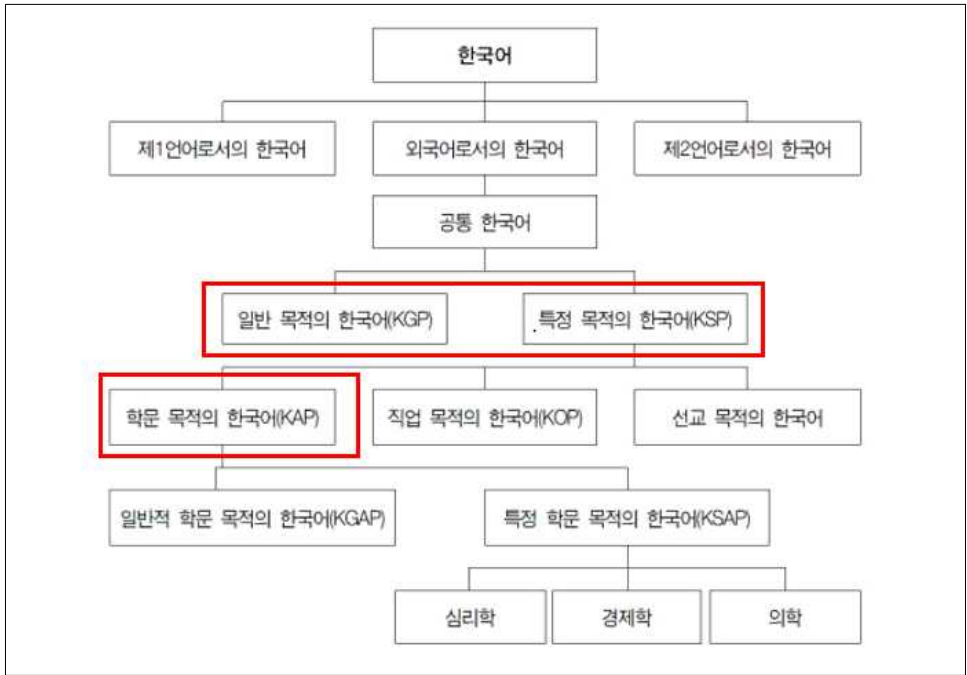 한국어
제1언어로서의 한국어
외국어로서의 한국어
제2언어로서의 한국어
공통 한국어
일반 목적의 한국어(KGP)
특정 목적의 한국어(KSP)
학문 목적의 한국어(KAP)
직업 목적의 한국어(KOP)
선교 목적의 한국어
일반적 학문 목적의 한국어(KGAP)
특정 학문 목적의 한국어(KSAP)
심리학
경제학
의학